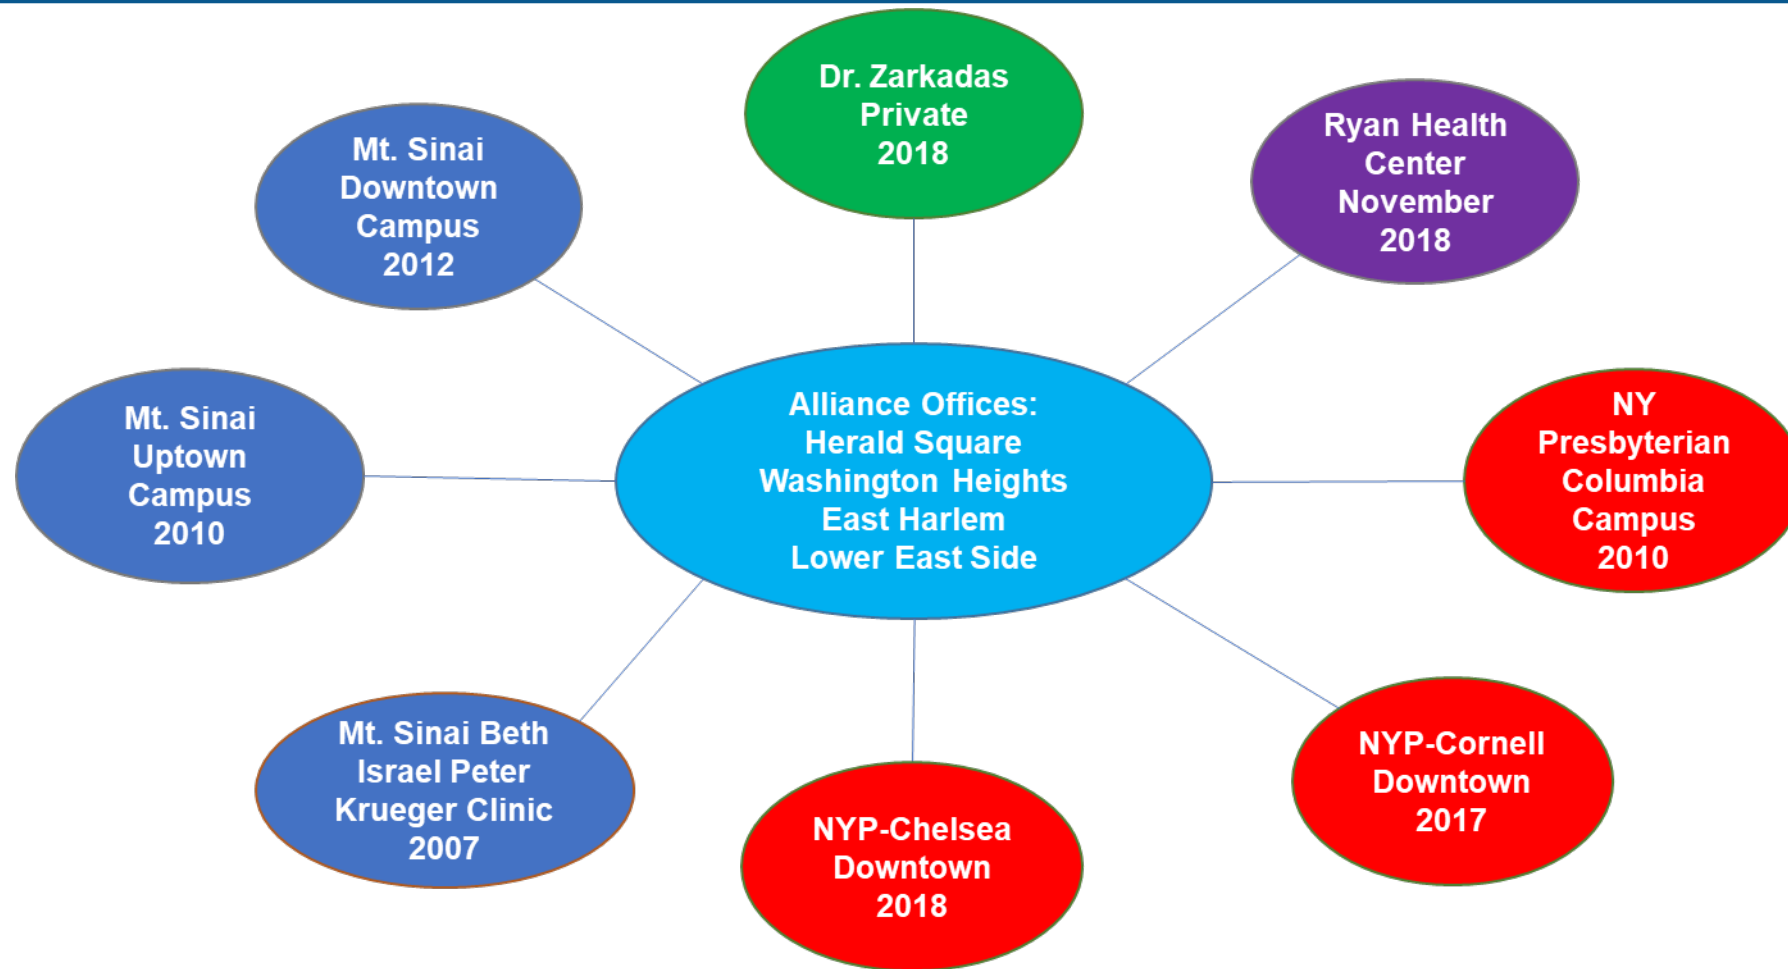 Dr. Zarkadas
Private
2018
Ryan Health
Center
November
2018
Mt. Sinai
Downtown
Campus
2012
Alliance Offices:
Herald Square
Washington Heights
East Harlem
Lower East Side
Mt. Sinai
Uptown
Campus
2010
NY
Presbyterian
Columbia
Campus
2010
Mt. Sinai Beth
Israel Peter
Krueger Clinic
2007
NYP-Chelsea
Downtown
2018
NYP-Cornell
Downtown
2017